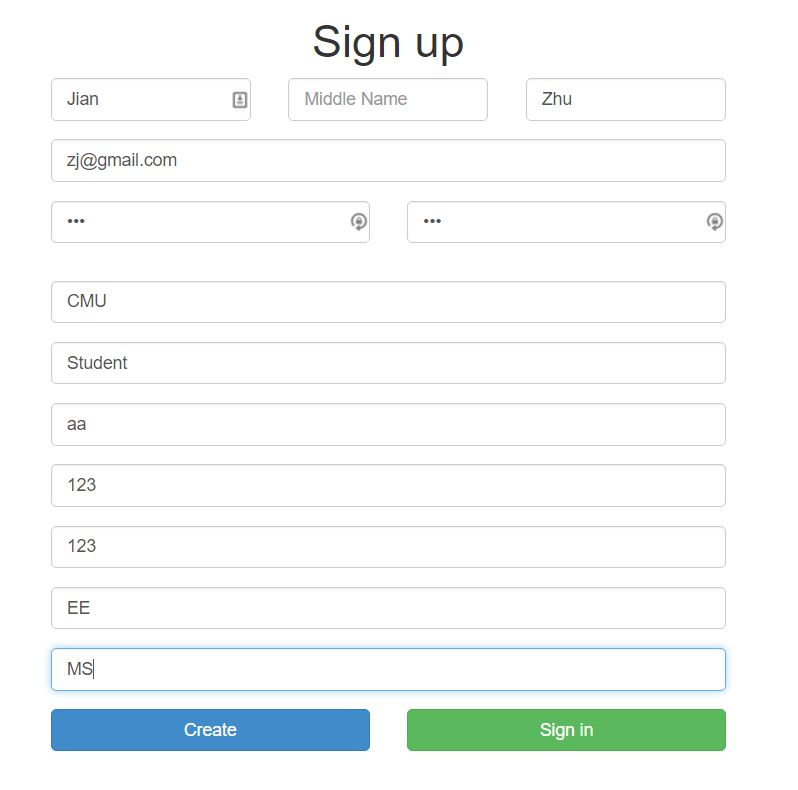 Sign up
Jian Middle Name Zhu
zj@gmail.com
••• •••
CMU
Student
aa
123
123
EE
MS
Create Sign in